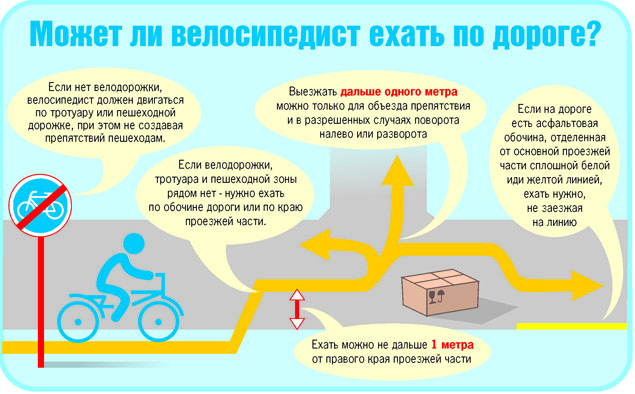 Может ли велосипедист ехать по дороге?
Если нет велодорожки,
велосипедист должен двигаться
по тротуару или пешеходной
дорожке, при этом не создавая
препятствий пешеходам.
Выезжать дальше одного метра
можно только для объезда препятствия
и в разрешенных случаях поворота
налево или разворота
Если на дороге
есть асфальтовая
обочина, отделенная
от основной проезжей
части сплошной белой
иди желтой линией,
ехать нужно,
не заезжая
на линию
Если велодорожки,
тротуара и пешеходной зоны
рядом нет - нужно ехать
по обочине дороги или по краю
проезжей части.
Ехать можно не дальше 1 метра
от правого края проезжей части